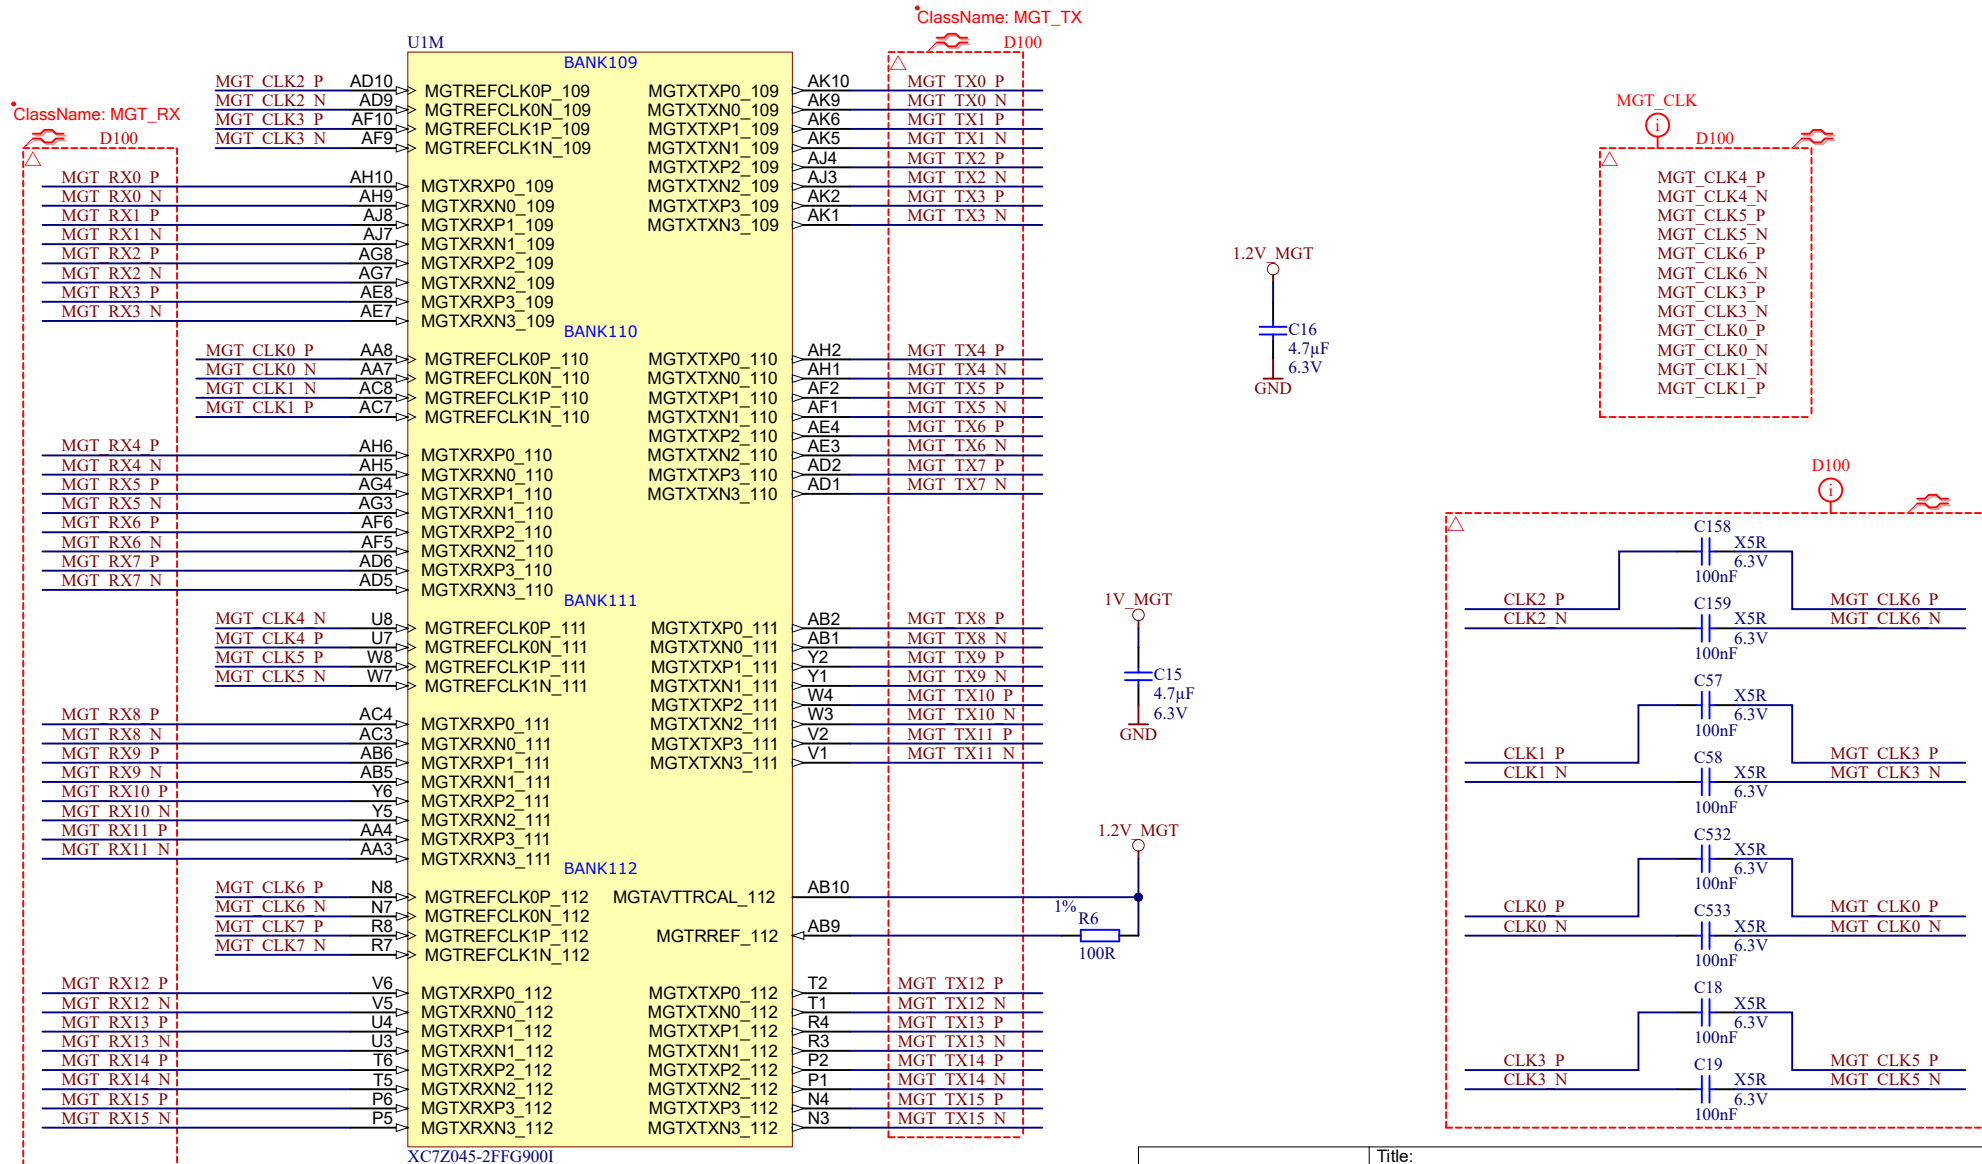 ClassName: MGT_TX
D100
ClassName: MGT_RX
D100
U1M
BANK109
MGT_CLK2_P AD10 MGTREFCLK0P_109 MGTXTXP0_109 AK10 MGT_TX0_P
MGT_CLK2_N AD9 MGTREFCLK0N_109 MGTXTXN0_109 AK9 MGT_TX0_N
MGT_CLK3_P AF10 MGTREFCLK1P_109 MGTXTXP1_109 AK6 MGT_TX1_P
MGT_CLK3_N AF9 MGTREFCLK1N_109 MGTXTXN1_109 AK5 MGT_TX1_N
MGTXTXP2_109 AJ4 MGT_TX2_P
MGT_RX0_P AH10 MGTXRXP0_109 MGTXTXN2_109 AJ3 MGT_TX2_N
MGT_RX0_N AH9 MGTXRXN0_109 MGTXTXP3_109 AK2 MGT_TX3_P
MGT_RX1_P AJ8 MGTXRXP1_109 MGTXTXN3_109 AK1 MGT_TX3_N
MGT_RX1_N AJ7 MGTXRXN1_109
MGT_RX2_P AG8 MGTXRXP2_109
MGT_RX2_N AG7 MGTXRXN2_109
MGT_RX3_P AE8 MGTXRXP3_109
MGT_RX3_N AE7 MGTXRXN3_109
BANK110
MGT_CLK0_P AA8 MGTREFCLK0P_110 MGTXTXP0_110 AH2 MGT_TX4_P
MGT_CLK0_N AA7 MGTREFCLK0N_110 MGTXTXN0_110 AH1 MGT_TX4_N
MGT_CLK1_N AC8 MGTREFCLK1P_110 MGTXTXP1_110 AF2 MGT_TX5_P
MGT_CLK1_P AC7 MGTREFCLK1N_110 MGTXTXN1_110 AF1 MGT_TX5_N
MGTXTXP2_110 AE4 MGT_TX6_P
MGT_RX4_P AH6 MGTXRXP0_110 MGTXTXN2_110 AE3 MGT_TX6_N
MGT_RX4_N AH5 MGTXRXN0_110 MGTXTXP3_110 AD2 MGT_TX7_P
MGT_RX5_P AG4 MGTXRXP1_110 MGTXTXN3_110 AD1 MGT_TX7_N
MGT_RX5_N AG3 MGTXRXN1_110
MGT_RX6_P AF6 MGTXRXP2_110
MGT_RX6_N AF5 MGTXRXN2_110
MGT_RX7_P AD6 MGTXRXP3_110
MGT_RX7_N AD5 MGTXRXN3_110
BANK111
MGT_CLK4_N U8 MGTREFCLK0P_111 MGTXTXP0_111 AB2 MGT_TX8_P
MGT_CLK4_P U7 MGTREFCLK0N_111 MGTXTXN0_111 AB1 MGT_TX8_N
MGT_CLK5_P W8 MGTREFCLK1P_111 MGTXTXP1_111 Y2 MGT_TX9_P
MGT_CLK5_N W7 MGTREFCLK1N_111 MGTXTXN1_111 Y1 MGT_TX9_N
MGTXTXP2_111 W4 MGT_TX10_P
MGT_RX8_P AC4 MGTXRXP0_111 MGTXTXN2_111 W3 MGT_TX10_N
MGT_RX8_N AC3 MGTXRXN0_111 MGTXTXP3_111 V2 MGT_TX11_P
MGT_RX9_P AB6 MGTXRXP1_111 MGTXTXN3_111 V1 MGT_TX11_N
MGT_RX9_N AB5 MGTXRXN1_111
MGT_RX10_P Y6 MGTXRXP2_111
MGT_RX10_N Y5 MGTXRXN2_111
MGT_RX11_P AA4 MGTXRXP3_111
MGT_RX11_N AA3 MGTXRXN3_111
BANK112
MGT_CLK6_P N8 MGTREFCLK0P_112 MGTAVTTRCAL_112 AB10
MGT_CLK6_N N7 MGTREFCLK0N_112
MGT_CLK7_P R8 MGTREFCLK1P_112 MGTRREF_112 AB9
MGT_CLK7_N R7 MGTREFCLK1N_112
MGT_RX12_P V6 MGTXRXP0_112 MGTXTXP0_112 T2 MGT_TX12_P
MGT_RX12_N V5 MGTXRXN0_112 MGTXTXN0_112 T1 MGT_TX12_N
MGT_RX13_P U4 MGTXRXP1_112 MGTXTXP1_112 R4 MGT_TX13_P
MGT_RX13_N U3 MGTXRXN1_112 MGTXTXN1_112 R3 MGT_TX13_N
MGT_RX14_P T6 MGTXRXP2_112 MGTXTXP2_112 P2 MGT_TX14_P
MGT_RX14_N T5 MGTXRXN2_112 MGTXTXN2_112 P1 MGT_TX14_N
MGT_RX15_P P6 MGTXRXP3_112 MGTXTXP3_112 N4 MGT_TX15_P
MGT_RX15_N P5 MGTXRXN3_112 MGTXTXN3_112 N3 MGT_TX15_N
XC7Z045-2FFG900I
1.2V_MGT
C16
4.7µF
6.3V
GND
1V_MGT
C15
4.7µF
6.3V
GND
1.2V_MGT
1%
R6
100R
MGT_CLK
i
D100
MGT_CLK4_P
MGT_CLK4_N
MGT_CLK5_P
MGT_CLK5_N
MGT_CLK6_P
MGT_CLK6_N
MGT_CLK3_P
MGT_CLK3_N
MGT_CLK0_P
MGT_CLK0_N
MGT_CLK1_N
MGT_CLK1_P
D100
i
C158
X5R
6.3V
100nF
CLK2_P MGT_CLK6_P
C159
CLK2_N X5R MGT_CLK6_N
6.3V
100nF
C57
X5R
6.3V
100nF
CLK1_P MGT_CLK3_P
C58
CLK1_N X5R MGT_CLK3_N
6.3V
100nF
C532
X5R
6.3V
100nF
CLK0_P MGT_CLK0_P
C533
CLK0_N X5R MGT_CLK0_N
6.3V
100nF
C18
X5R
6.3V
100nF
CLK3_P MGT_CLK5_P
C19
CLK3_N X5R MGT_CLK5_N
6.3V
100nF
Title: